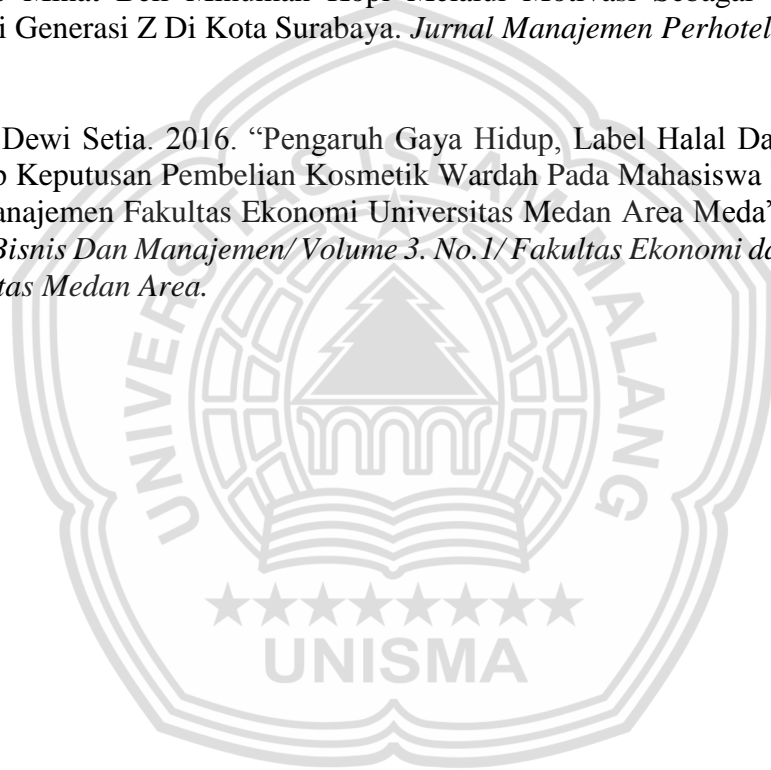 Minat Beli Minuman Kopi Melalui Motivasi Sebagai
i Generasi Z Di Kota Surabaya. Jurnal Manajemen Perhotel
Dewi Setia. 2016. “Pengaruh Gaya Hidup, Label Halal Da
p Keputusan Pembelian Kosmetik Wardah Pada Mahasiswa
anajemen Fakultas Ekonomi Universitas Medan Area Meda”
Bisnis Dan Manajemen/ Volume 3. No.1/ Fakultas Ekonomi da
tas Medan Area.
UNIVERSITAS ISLAM MALANG
UNISMA